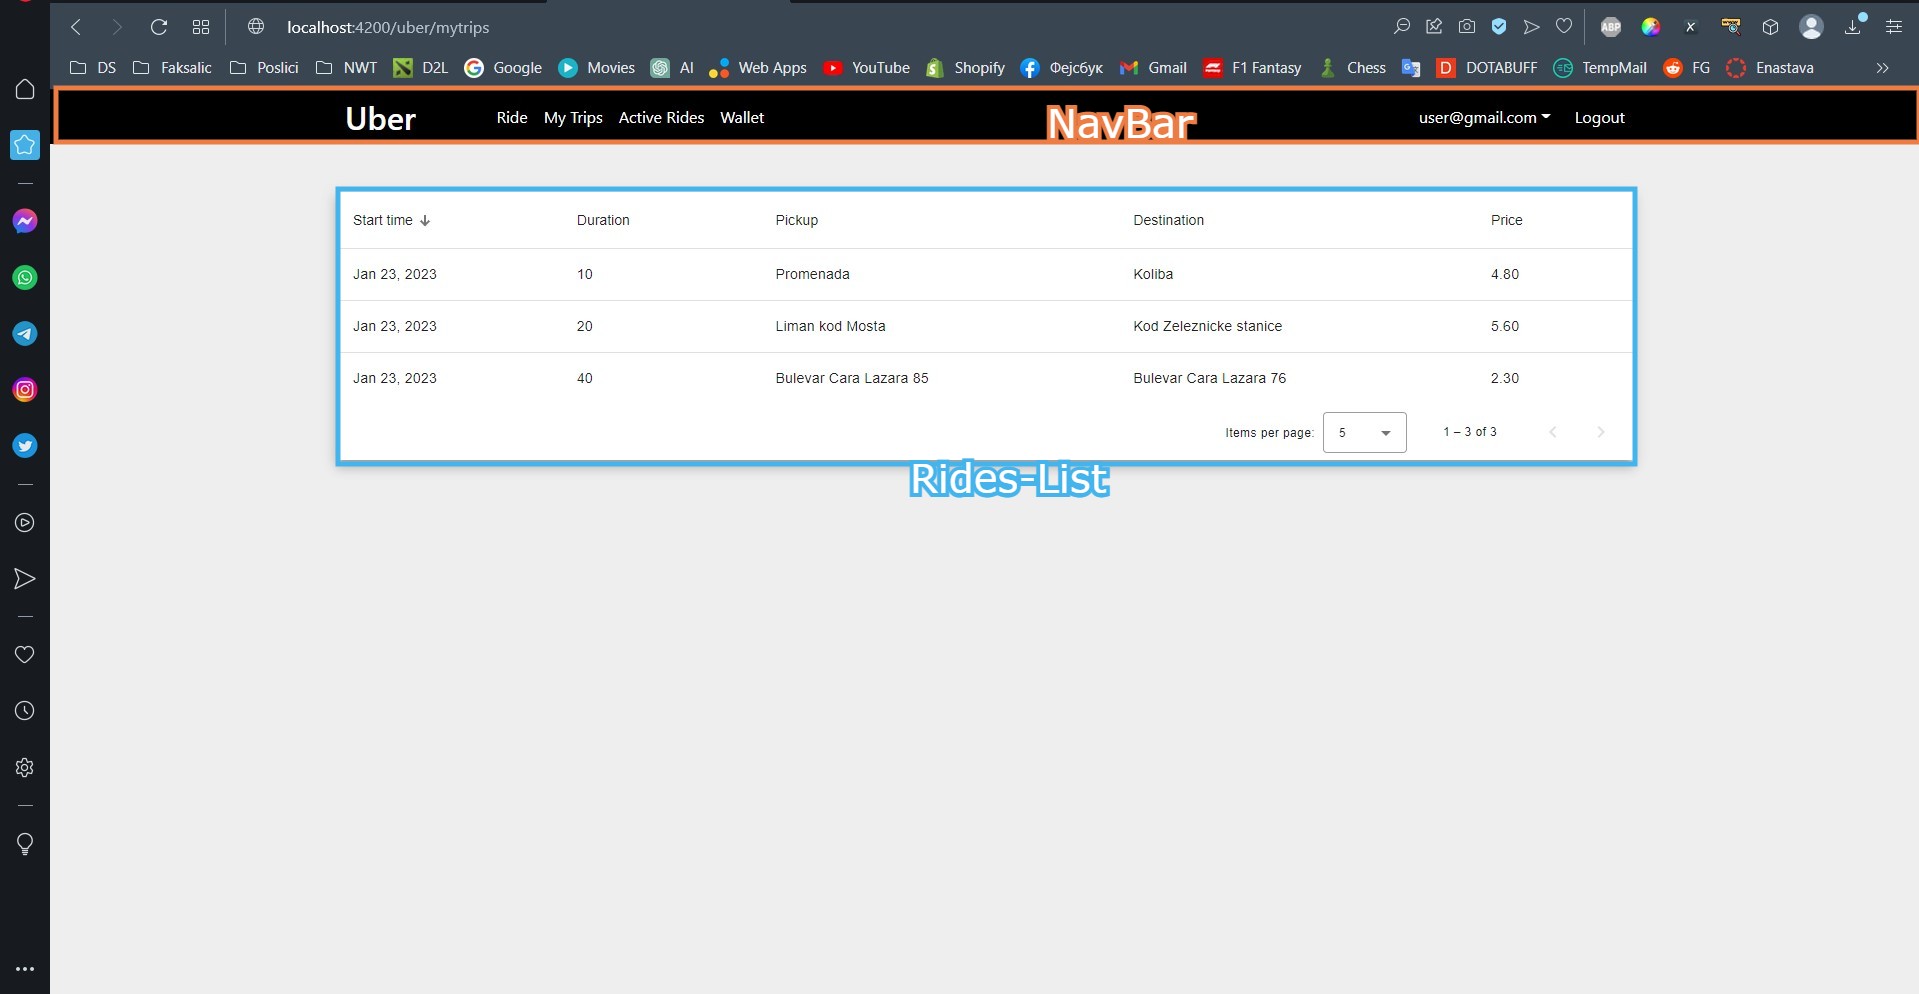 localhost:4200/uber/mytrips
ABP
DS Faksalic Poslici NWT D2L Google Movies AI Web Apps YouTube Shopify Фејсбук Gmail F1 Fantasy Chess DOTABUFF TempMail FG Enastava
Uber Ride My Trips Active Rides Wallet NavBar user@gmail.com Logout
Start time Duration Pickup Destination Price
Jan 23, 2023 10 Promenada Koliba 4.80
Jan 23, 2023 20 Liman kod Mosta Kod Zeleznicke stanice 5.60
Jan 23, 2023 40 Bulevar Cara Lazara 85 Bulevar Cara Lazara 76 2.30
Items per page: 5 1 – 3 of 3
Rides-List